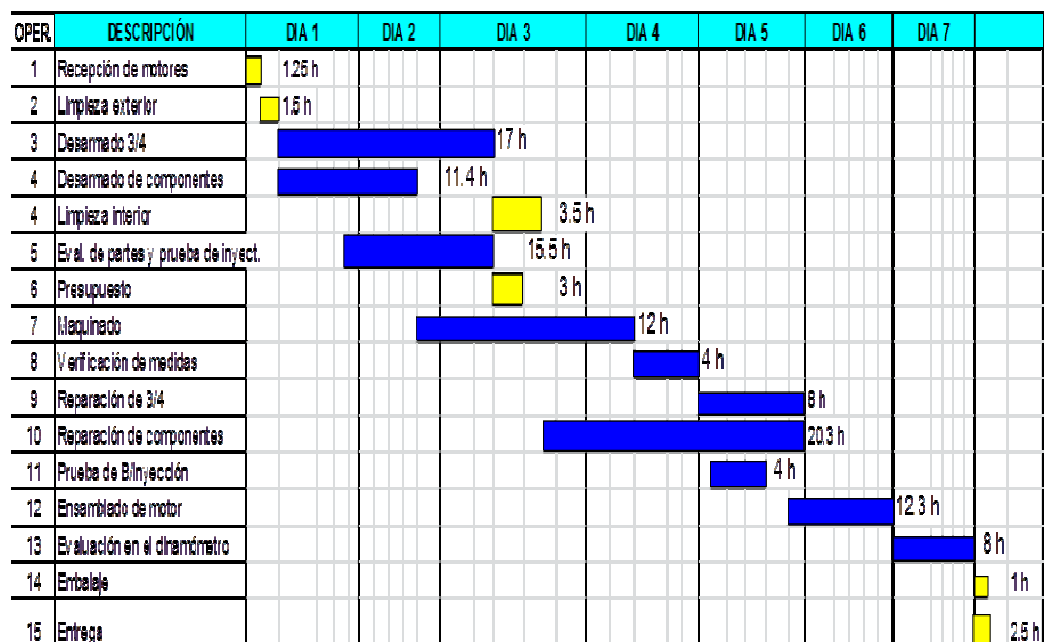 OPER. DESCRIPCIÓN DIA 1 DIA 2 DIA 3 DIA 4 DIA 5 DIA 6 DIA 7
1 Recepción de motores 1.25 h
2 Limpieza exterior 1.5 h
3 Desarmado 3/4 17 h
4 Desarmado de componentes 11.4 h
4 Limpieza interior 3.5 h
5 Eval. de partes y prueba de inyect. 15.5 h
6 Presupuesto 3 h
7 Maquinado 12 h
8 Verificación de medidas 4 h
9 Reparación de 3/4 8 h
10 Reparación de componentes 20.3 h
11 Prueba de B/Inyección 4 h
12 Ensamblado de motor 12.3 h
13 Evaluación en el dinamómetro 8 h
14 Embalaje 1 h
15 Entrega 2.5 h